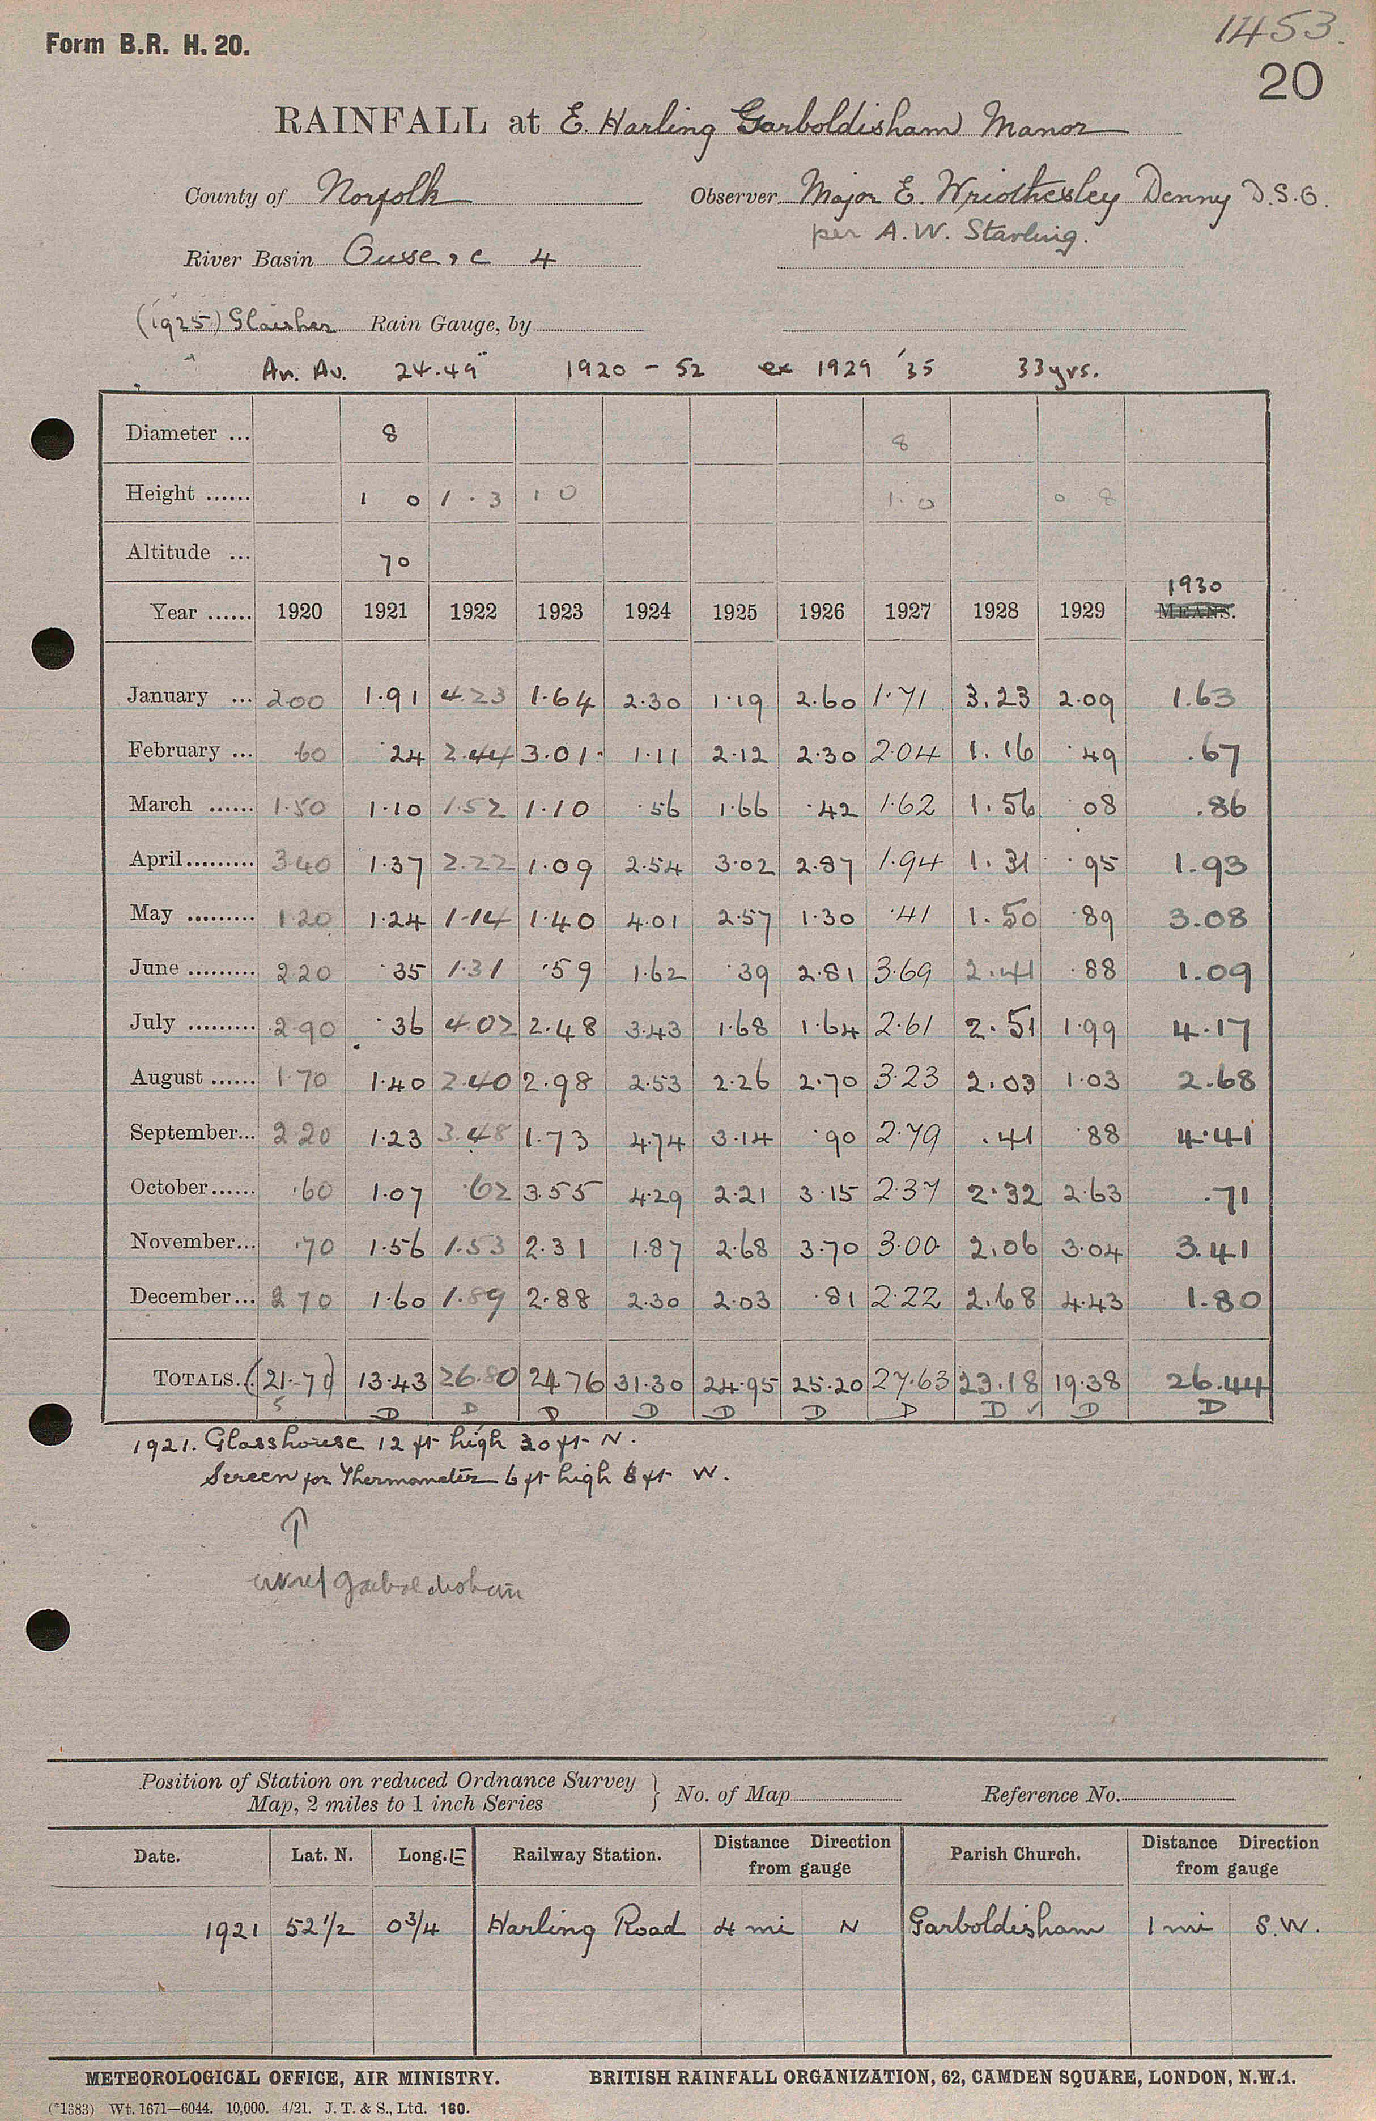 Form B.R. H. 20.
1453.
20
RAINFALL at E. Harling Garboldisham Manor
County of Norfolk Observer Major E. Wriothesley Denny D.S.O.
per A.W. Starling.
River Basin Ouse, c 4
(1925) Glaisher Rain Gauge, by
An. Av. 24.49" 1920 - 52 ex 1929 '35 33yrs.
Diameter ... 8 8
Height ...... 1 0 1.3 1 0 1.0 0 8
Altitude ... 70
1930
Year ...... 1920 1921 1922 1923 1924 1925 1926 1927 1928 1929 MEANS.
January ... 2.00 1.91 4.23 1.64 2.30 1.19 2.60 1.71 3.23 2.09 1.63
February ... .60 .24 2.44 3.01 1.11 2.12 2.30 2.04 1.16 .49 .67
March ...... 1.50 1.10 1.52 1.10 .56 1.66 .42 1.62 1.56 08 .86
April......... 3.40 1.37 2.22 1.09 2.54 3.02 2.87 1.94 1.31 .95 1.93
May ......... 1.20 1.24 1.14 1.40 4.01 2.57 1.30 .41 1.50 .89 3.08
June ......... 2.20 .35 1.31 .59 1.62 .39 2.81 3.69 2.41 .88 1.09
July ......... 2.90 .36 4.02 2.48 3.43 1.68 1.64 2.61 2.51 1.99 4.17
August ...... 1.70 1.40 2.40 2.98 2.53 2.26 2.70 3.23 2.03 1.03 2.68
September... 2.20 1.23 3.48 1.73 4.74 3.14 .90 2.79 .41 .88 4.41
October...... .60 1.07 .62 3.55 4.29 2.21 3.15 2.37 2.32 2.63 .71
November... .70 1.56 1.53 2.31 1.87 2.68 3.70 3.00 2.06 3.04 3.41
December... 2.70 1.60 1.89 2.88 2.30 2.03 .81 2.22 2.68 4.43 1.80
TOTALS. (21.70) 13.43 26.80 24.76 31.30 24.95 25.20 27.63 23.18 19.38 26.44
S D D D D D D D D ✓ D D
1921. Glasshouse 12 ft high 30 ft N.
Screen for Thermometer 6 ft high 8 ft W.
↑
Garboldisham
Position of Station on reduced Ordnance Survey
Map, 2 miles to 1 inch Series } No. of Map Reference No.
Date. Lat. N. Long. E Railway Station. Distance Direction from gauge Parish Church. Distance Direction from gauge
1921 52 1/2 0 3/4 Harling Road 4 mi N Garboldisham 1 mi S.W.
METEOROLOGICAL OFFICE, AIR MINISTRY. BRITISH RAINFALL ORGANIZATION, 62, CAMDEN SQUARE, LONDON, N.W.1.
(*1383) Wt. 1671—6044. 10,000. 4/21. J. T. & S., Ltd. 160.